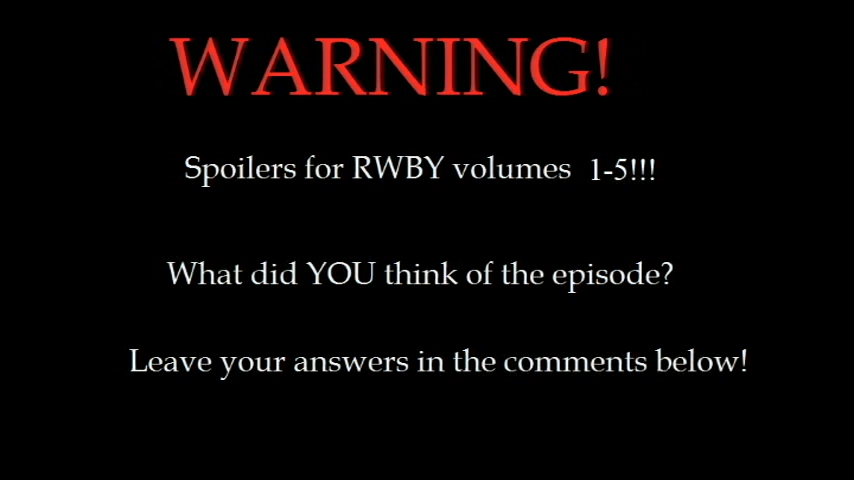 WARNING!
Spoilers for RWBY volumes 1-5!!!
What did YOU think of the episode?
Leave your answers in the comments below!